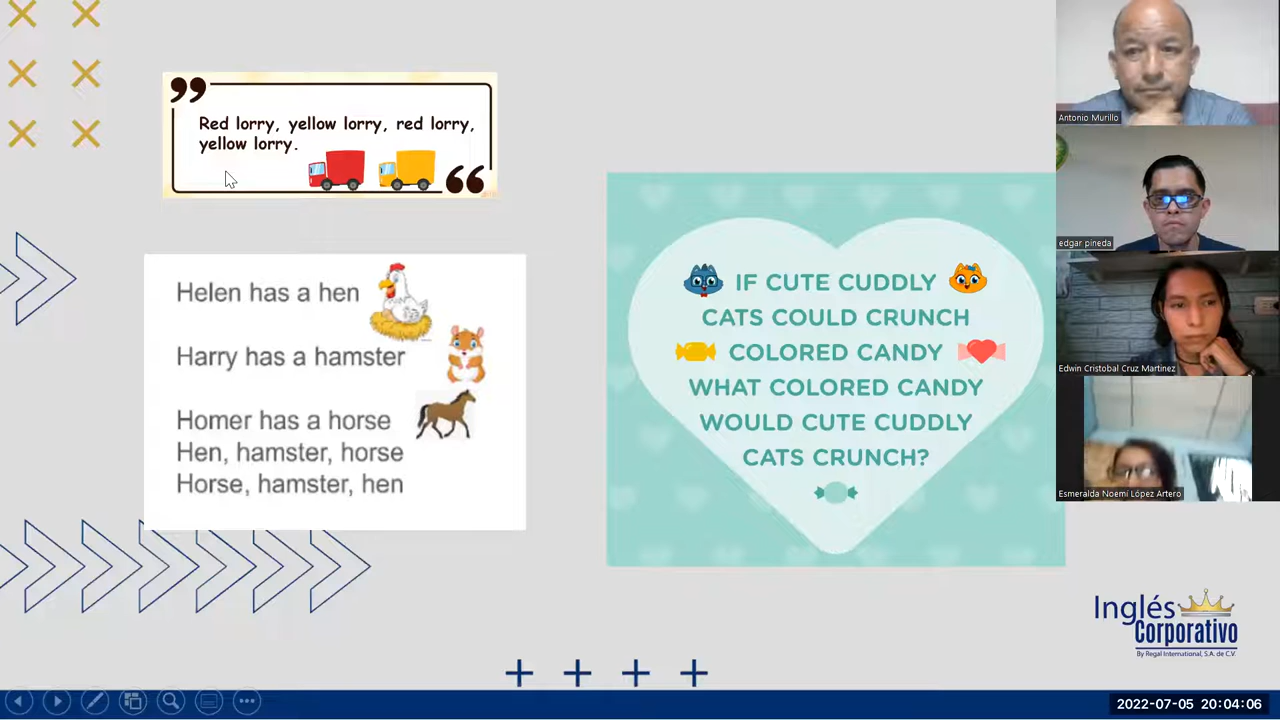 Red lorry, yellow lorry, red lorry,
yellow lorry.
Helen has a hen
Harry has a hamster
Homer has a horse
Hen, hamster, horse
Horse, hamster, hen
IF CUTE CUDDLY
CATS COULD CRUNCH
COLORED CANDY
WHAT COLORED CANDY
WOULD CUTE CUDDLY
CATS CRUNCH?
Antonio Murillo
edgar pineda
Edwin Cristobal Cruz Martinez
Esmeralda Noemí López Artero
Inglés
Corporativo
By Regal International, S.A. de C.V.
2022-07-05 20:04:06